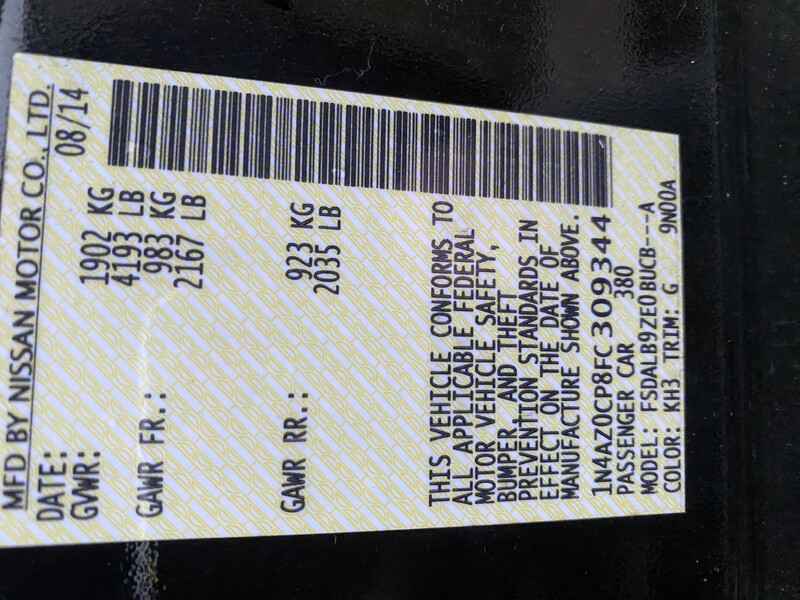 MFD BY NISSAN MOTOR CO., LTD.
DATE: 08/14
GVWR: 1902 KG
4193 LB
GAWR FR.: 983 KG
2167 LB
GAWR RR.: 923 KG
2035 LB
THIS VEHICLE CONFORMS TO
ALL APPLICABLE FEDERAL
MOTOR VEHICLE SAFETY,
BUMPER, AND THEFT
PREVENTION STANDARDS IN
EFFECT ON THE DATE OF
MANUFACTURE SHOWN ABOVE.
1N4AZ0CP8FC309344
PASSENGER CAR 380
MODEL: FSDALB9ZE0BUCB---A
COLOR: KH3 TRIM: G 9N00A